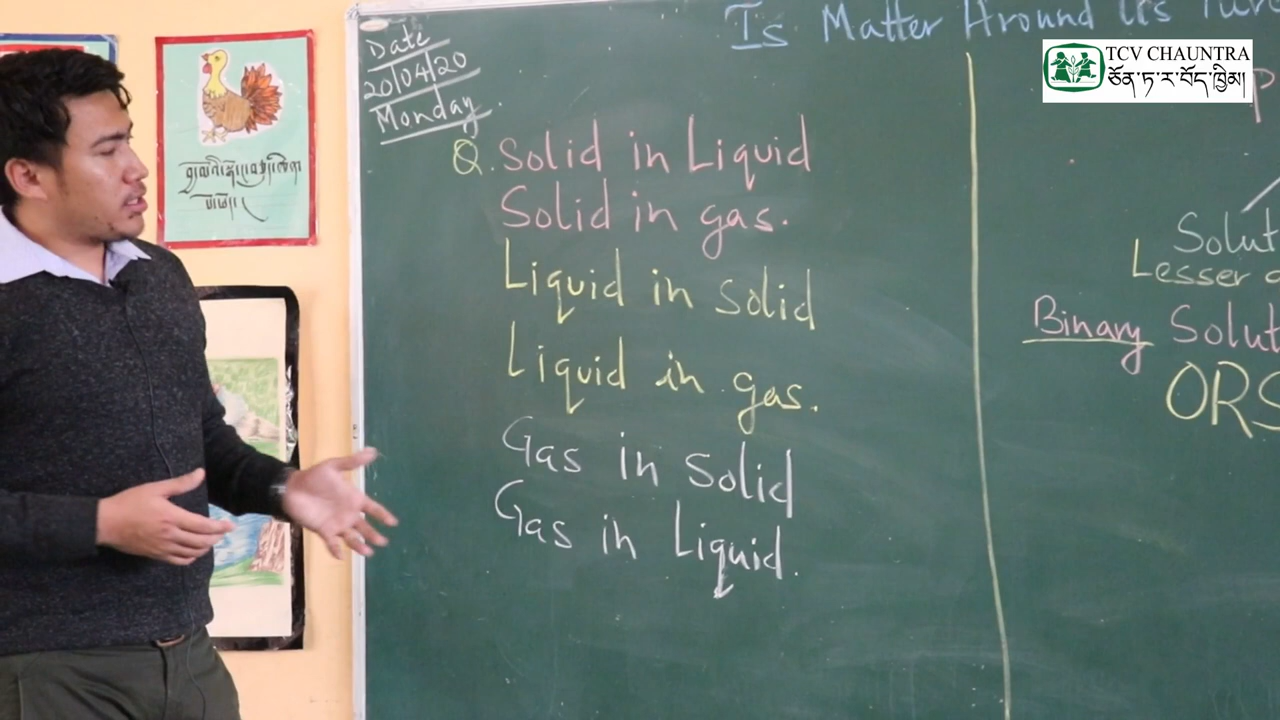 Is Matter Around Us Pure
Date
20/04/20
Monday
Q. Solid in Liquid
Solid in gas.
Liquid in Solid
Liquid in gas.
Gas in Solid
Gas in Liquid.
TCV CHAUNTRA
ཅོན་ཏ་ར་བོད་ཁྱིམ།
P
Solut
Lesser a
Binary Solut
ORS